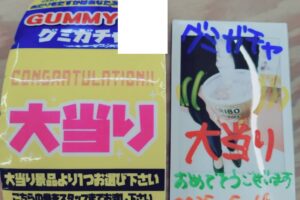 GUMMY
グミガチャ
CONGRATULATION!!
大当り
大当り景品より1つお選び下さい
グミガチャ
大当り
おめでとうございます